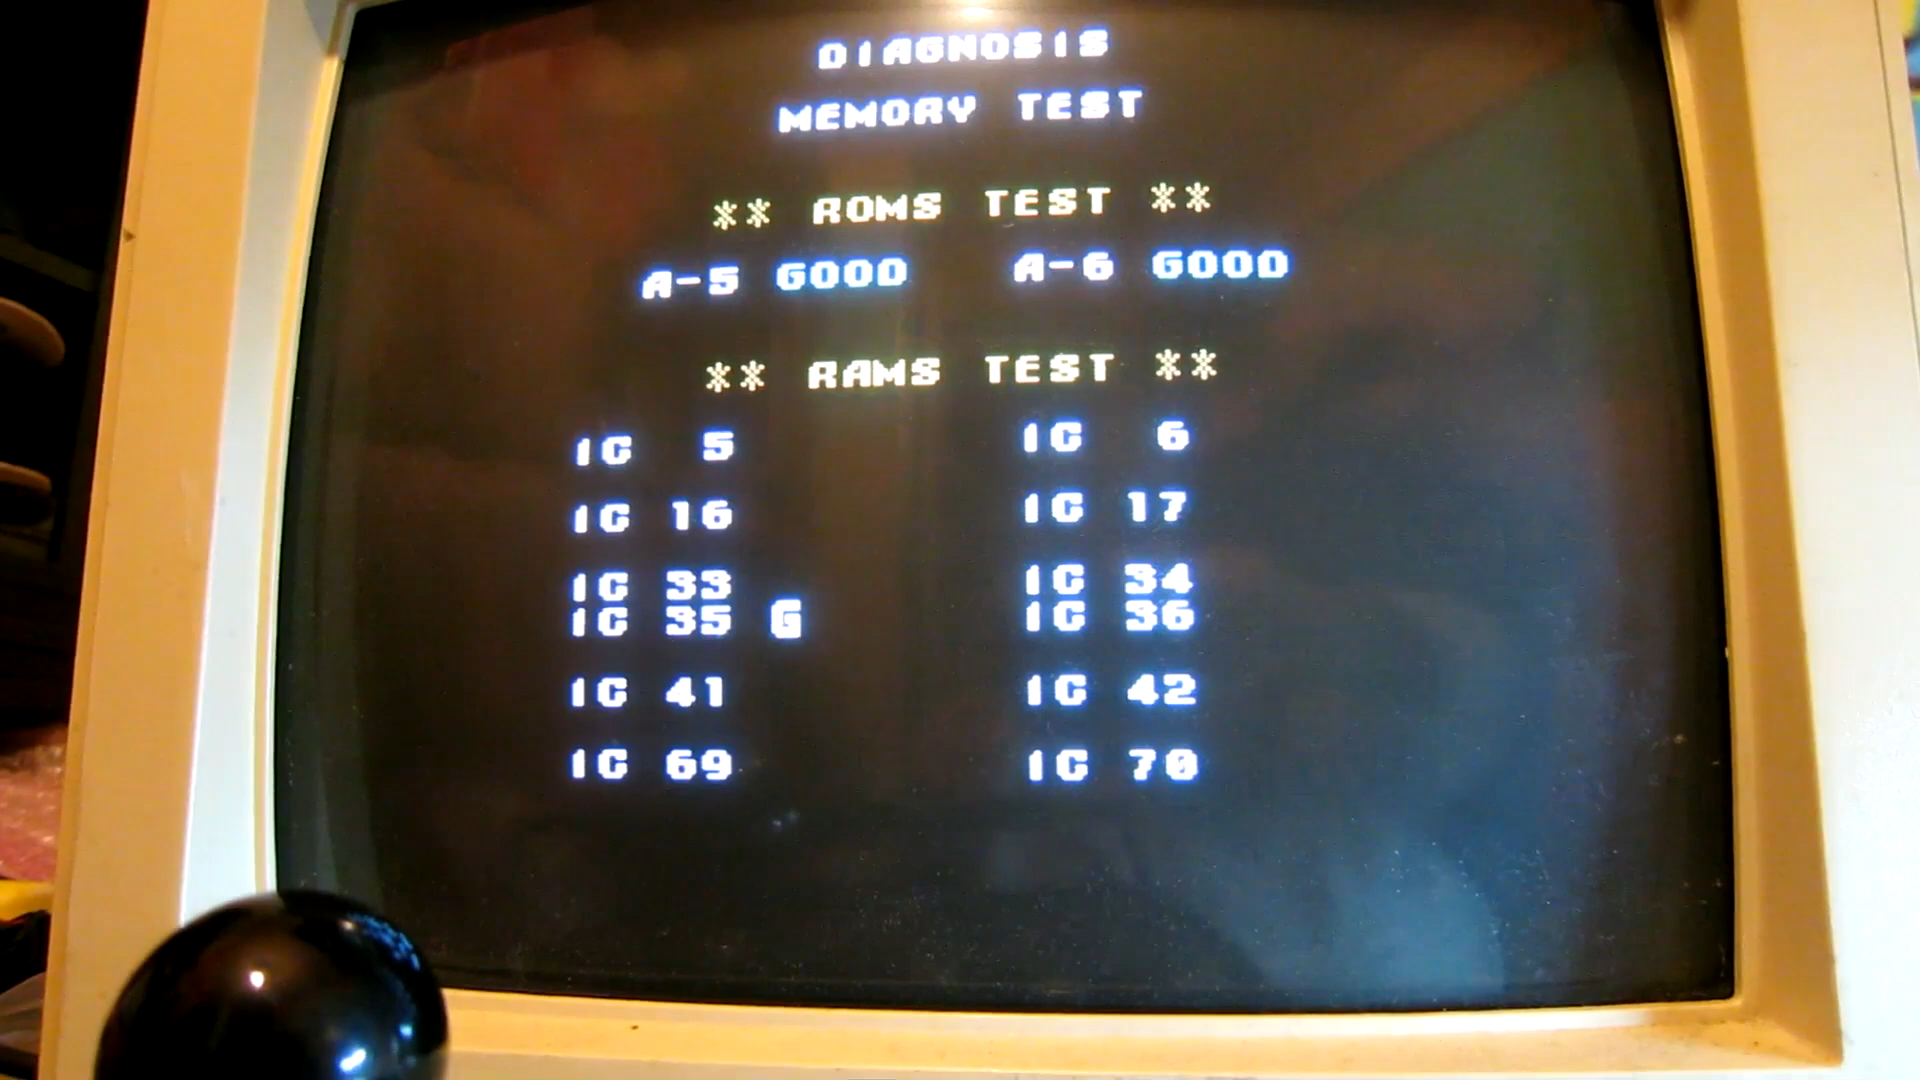 DIAGNOSIS
MEMORY TEST
** ROMS TEST **
A-5 GOOD A-6 GOOD
** RAMS TEST **
IC 5 IC 6
IC 16 IC 17
IC 33 IC 34
IC 35 G IC 36
IC 41 IC 42
IC 69 IC 70